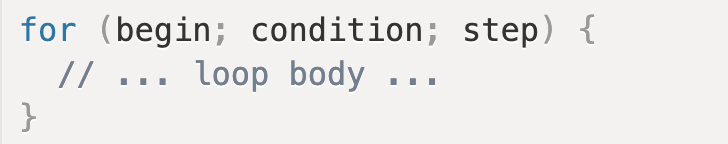 for (begin; condition; step) {
  // ... loop body ...
}